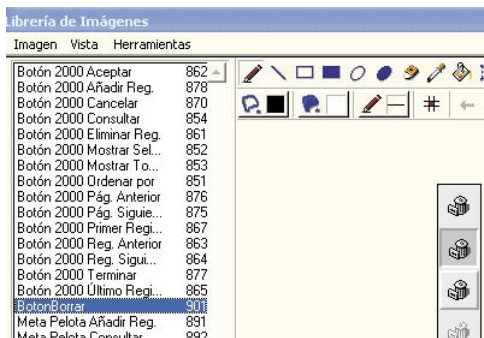 Librería de Imágenes
Imagen Vista Herramientas
Botón 2000 Aceptar 862
Botón 2000 Añadir Reg. 878
Botón 2000 Cancelar 870
Botón 2000 Consultar 854
Botón 2000 Eliminar Reg. 861
Botón 2000 Mostrar Sel... 852
Botón 2000 Mostrar To... 853
Botón 2000 Ordenar por 851
Botón 2000 Pág. Anterior 876
Botón 2000 Pág. Siguie... 875
Botón 2000 Primer Regi... 867
Botón 2000 Reg. Anterior 863
Botón 2000 Reg. Sigui... 864
Botón 2000 Terminar 877
Botón 2000 Último Regi... 865
BotonBorrar 901
Meta Pelota Añadir Reg. 891
Meta Pelota Consultar 892